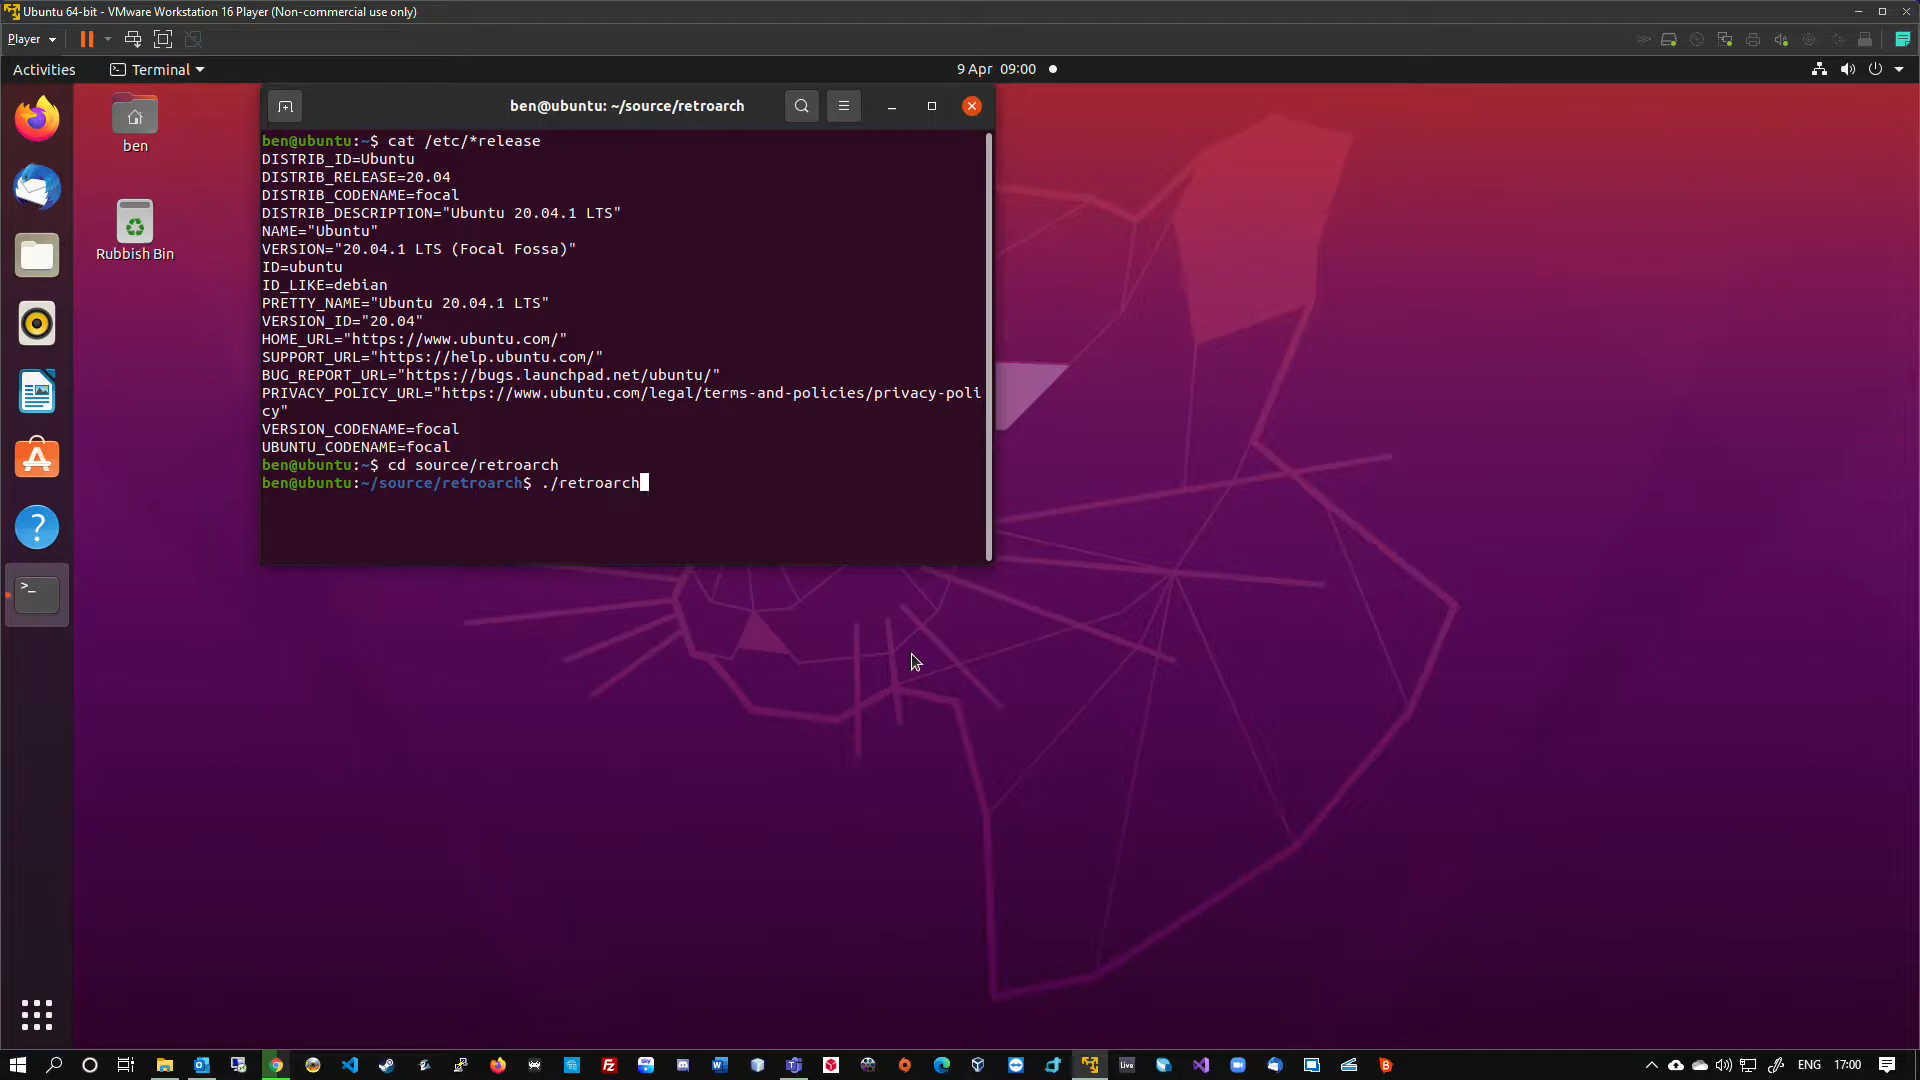 Ubuntu 64-bit - VMware Workstation 16 Player (Non-commercial use only)
Player
Activities
Terminal
9 Apr 09:00
ben
Rubbish Bin
ben@ubuntu: ~/source/retroarch
ben@ubuntu:~$ cat /etc/*release
DISTRIB_ID=Ubuntu
DISTRIB_RELEASE=20.04
DISTRIB_CODENAME=focal
DISTRIB_DESCRIPTION="Ubuntu 20.04.1 LTS"
NAME="Ubuntu"
VERSION="20.04.1 LTS (Focal Fossa)"
ID=ubuntu
ID_LIKE=debian
PRETTY_NAME="Ubuntu 20.04.1 LTS"
VERSION_ID="20.04"
HOME_URL="https://www.ubuntu.com/"
SUPPORT_URL="https://help.ubuntu.com/"
BUG_REPORT_URL="https://bugs.launchpad.net/ubuntu/"
PRIVACY_POLICY_URL="https://www.ubuntu.com/legal/terms-and-policies/privacy-poli
cy"
VERSION_CODENAME=focal
UBUNTU_CODENAME=focal
ben@ubuntu:~$ cd source/retroarch
ben@ubuntu:~/source/retroarch$ ./retroarch
>_
Live
ENG
17:00